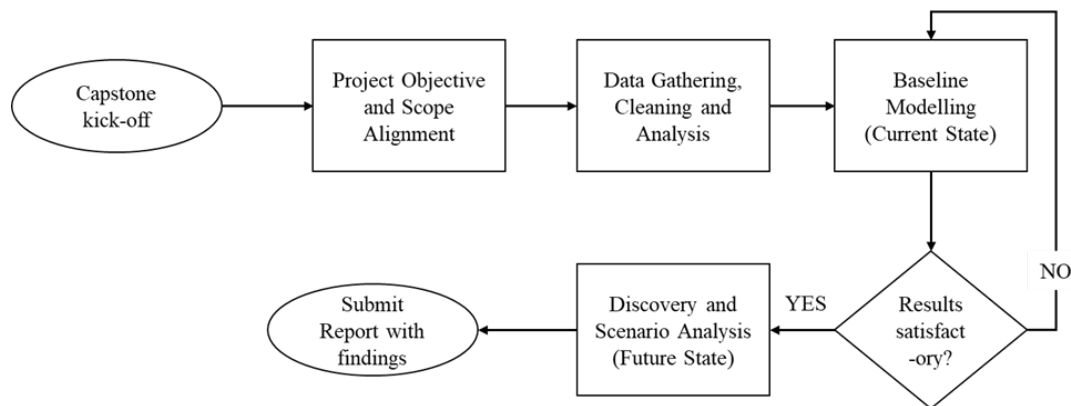 Capstone
kick-off
Project Objective
and Scope
Alignment
Data Gathering,
Cleaning and
Analysis
Baseline
Modelling
(Current State)
Results
satisfact
-ory?
NO
YES
Discovery and
Scenario Analysis
(Future State)
Submit
Report with
findings